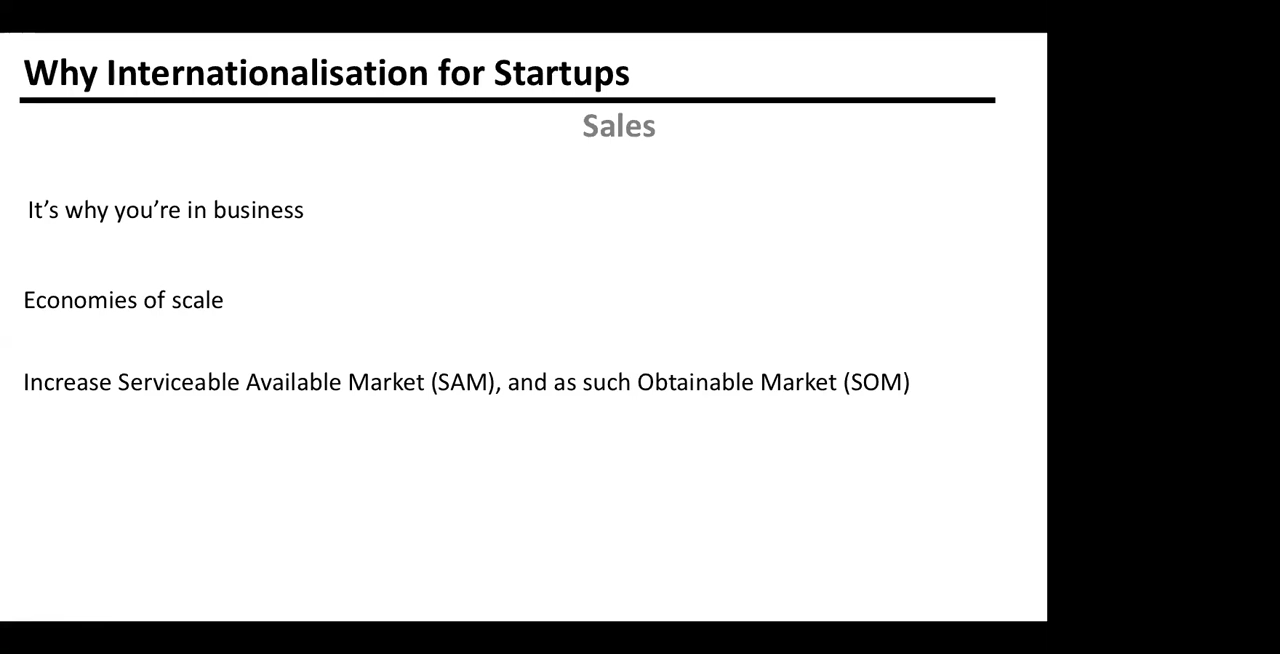 Why Internationalisation for Startups
Sales
It’s why you’re in business
Economies of scale
Increase Serviceable Available Market (SAM), and as such Obtainable Market (SOM)